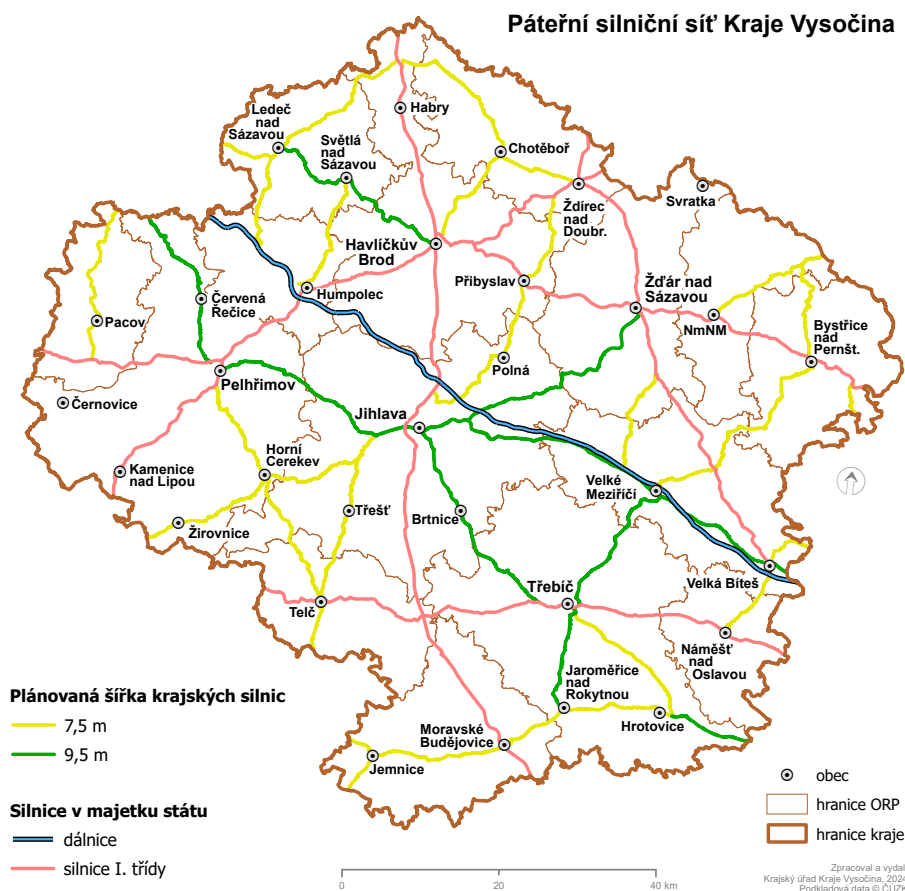 Páteřní silniční síť Kraje Vysočina
Habry
Ledeč
nad
Sázavou
Světlá
nad
Sázavou
Chotěboř
Svratka
Ždírec
nad
Doubr.
Havlíčkův
Brod
Přibyslav
Žďár nad
Sázavou
Červená
Řečice
Humpolec
Pacov
NmNM
Bystřice
nad
Pernšt.
Polná
Pelhřimov
Černovice
Jihlava
Horní
Cerekev
Kamenice
nad Lipou
Velké
Meziříčí
Třešť
Brtnice
Žirovnice
Velká Bíteš
Třebíč
Telč
Náměšť
nad
Oslavou
Jaroměřice
nad
Rokytnou
Hrotovice
Moravské
Budějovice
Jemnice
Plánovaná šířka krajských silnic
7,5 m
9,5 m
Silnice v majetku státu
dálnice
silnice I. třídy
obec
hranice ORP
hranice kraje
0
20
40 km
Zpracoval a vydal
Krajský úřad Kraje Vysočina, 2024
Podkladová data © ČÚZK